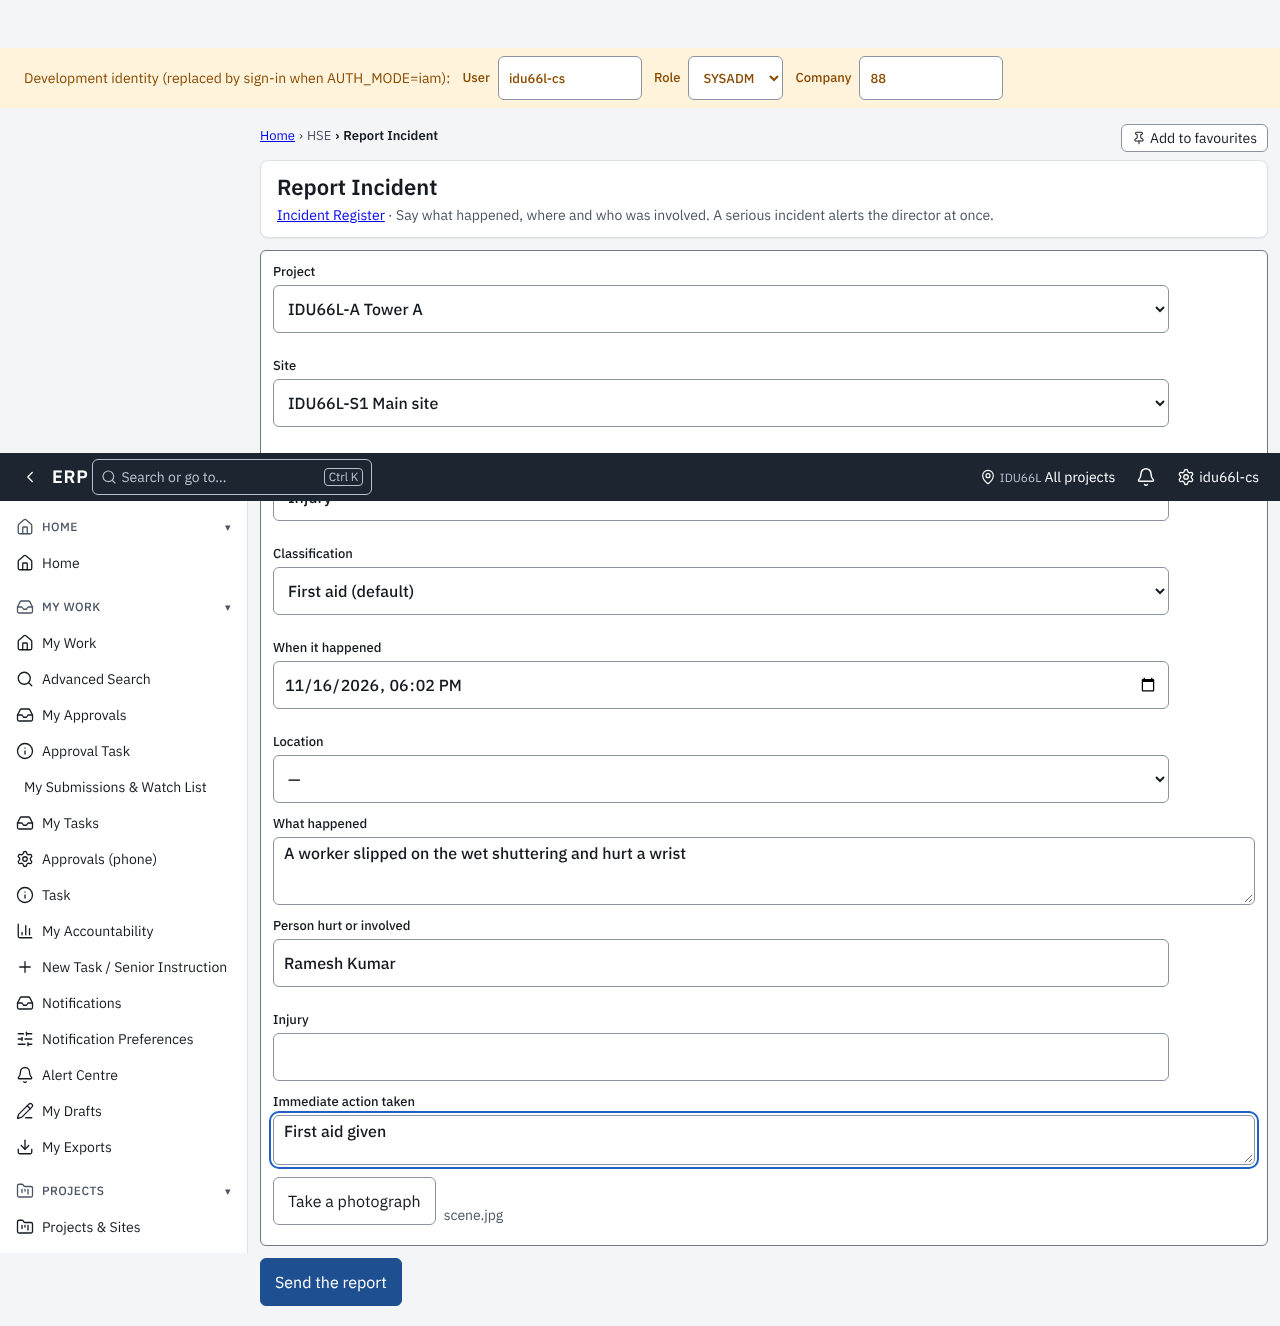 Development identity (replaced by sign-in when AUTH_MODE=iam): User idu66l-cs Role SYSADM Company 88
Home › HSE › Report Incident
Add to favourites
Report Incident
Incident Register · Say what happened, where and who was involved. A serious incident alerts the director at once.
Project
IDU66L-A Tower A
Site
IDU66L-S1 Main site
ERP Search or go to... Ctrl K IDU66L All projects idu66l-cs
Injury
Classification
First aid (default)
When it happened
11/16/2026, 06:02 PM
Location
—
What happened
A worker slipped on the wet shuttering and hurt a wrist
Person hurt or involved
Ramesh Kumar
Injury
Immediate action taken
First aid given
Take a photograph scene.jpg
Send the report
HOME
Home
MY WORK
My Work
Advanced Search
My Approvals
Approval Task
My Submissions & Watch List
My Tasks
Approvals (phone)
Task
My Accountability
New Task / Senior Instruction
Notifications
Notification Preferences
Alert Centre
My Drafts
My Exports
PROJECTS
Projects & Sites